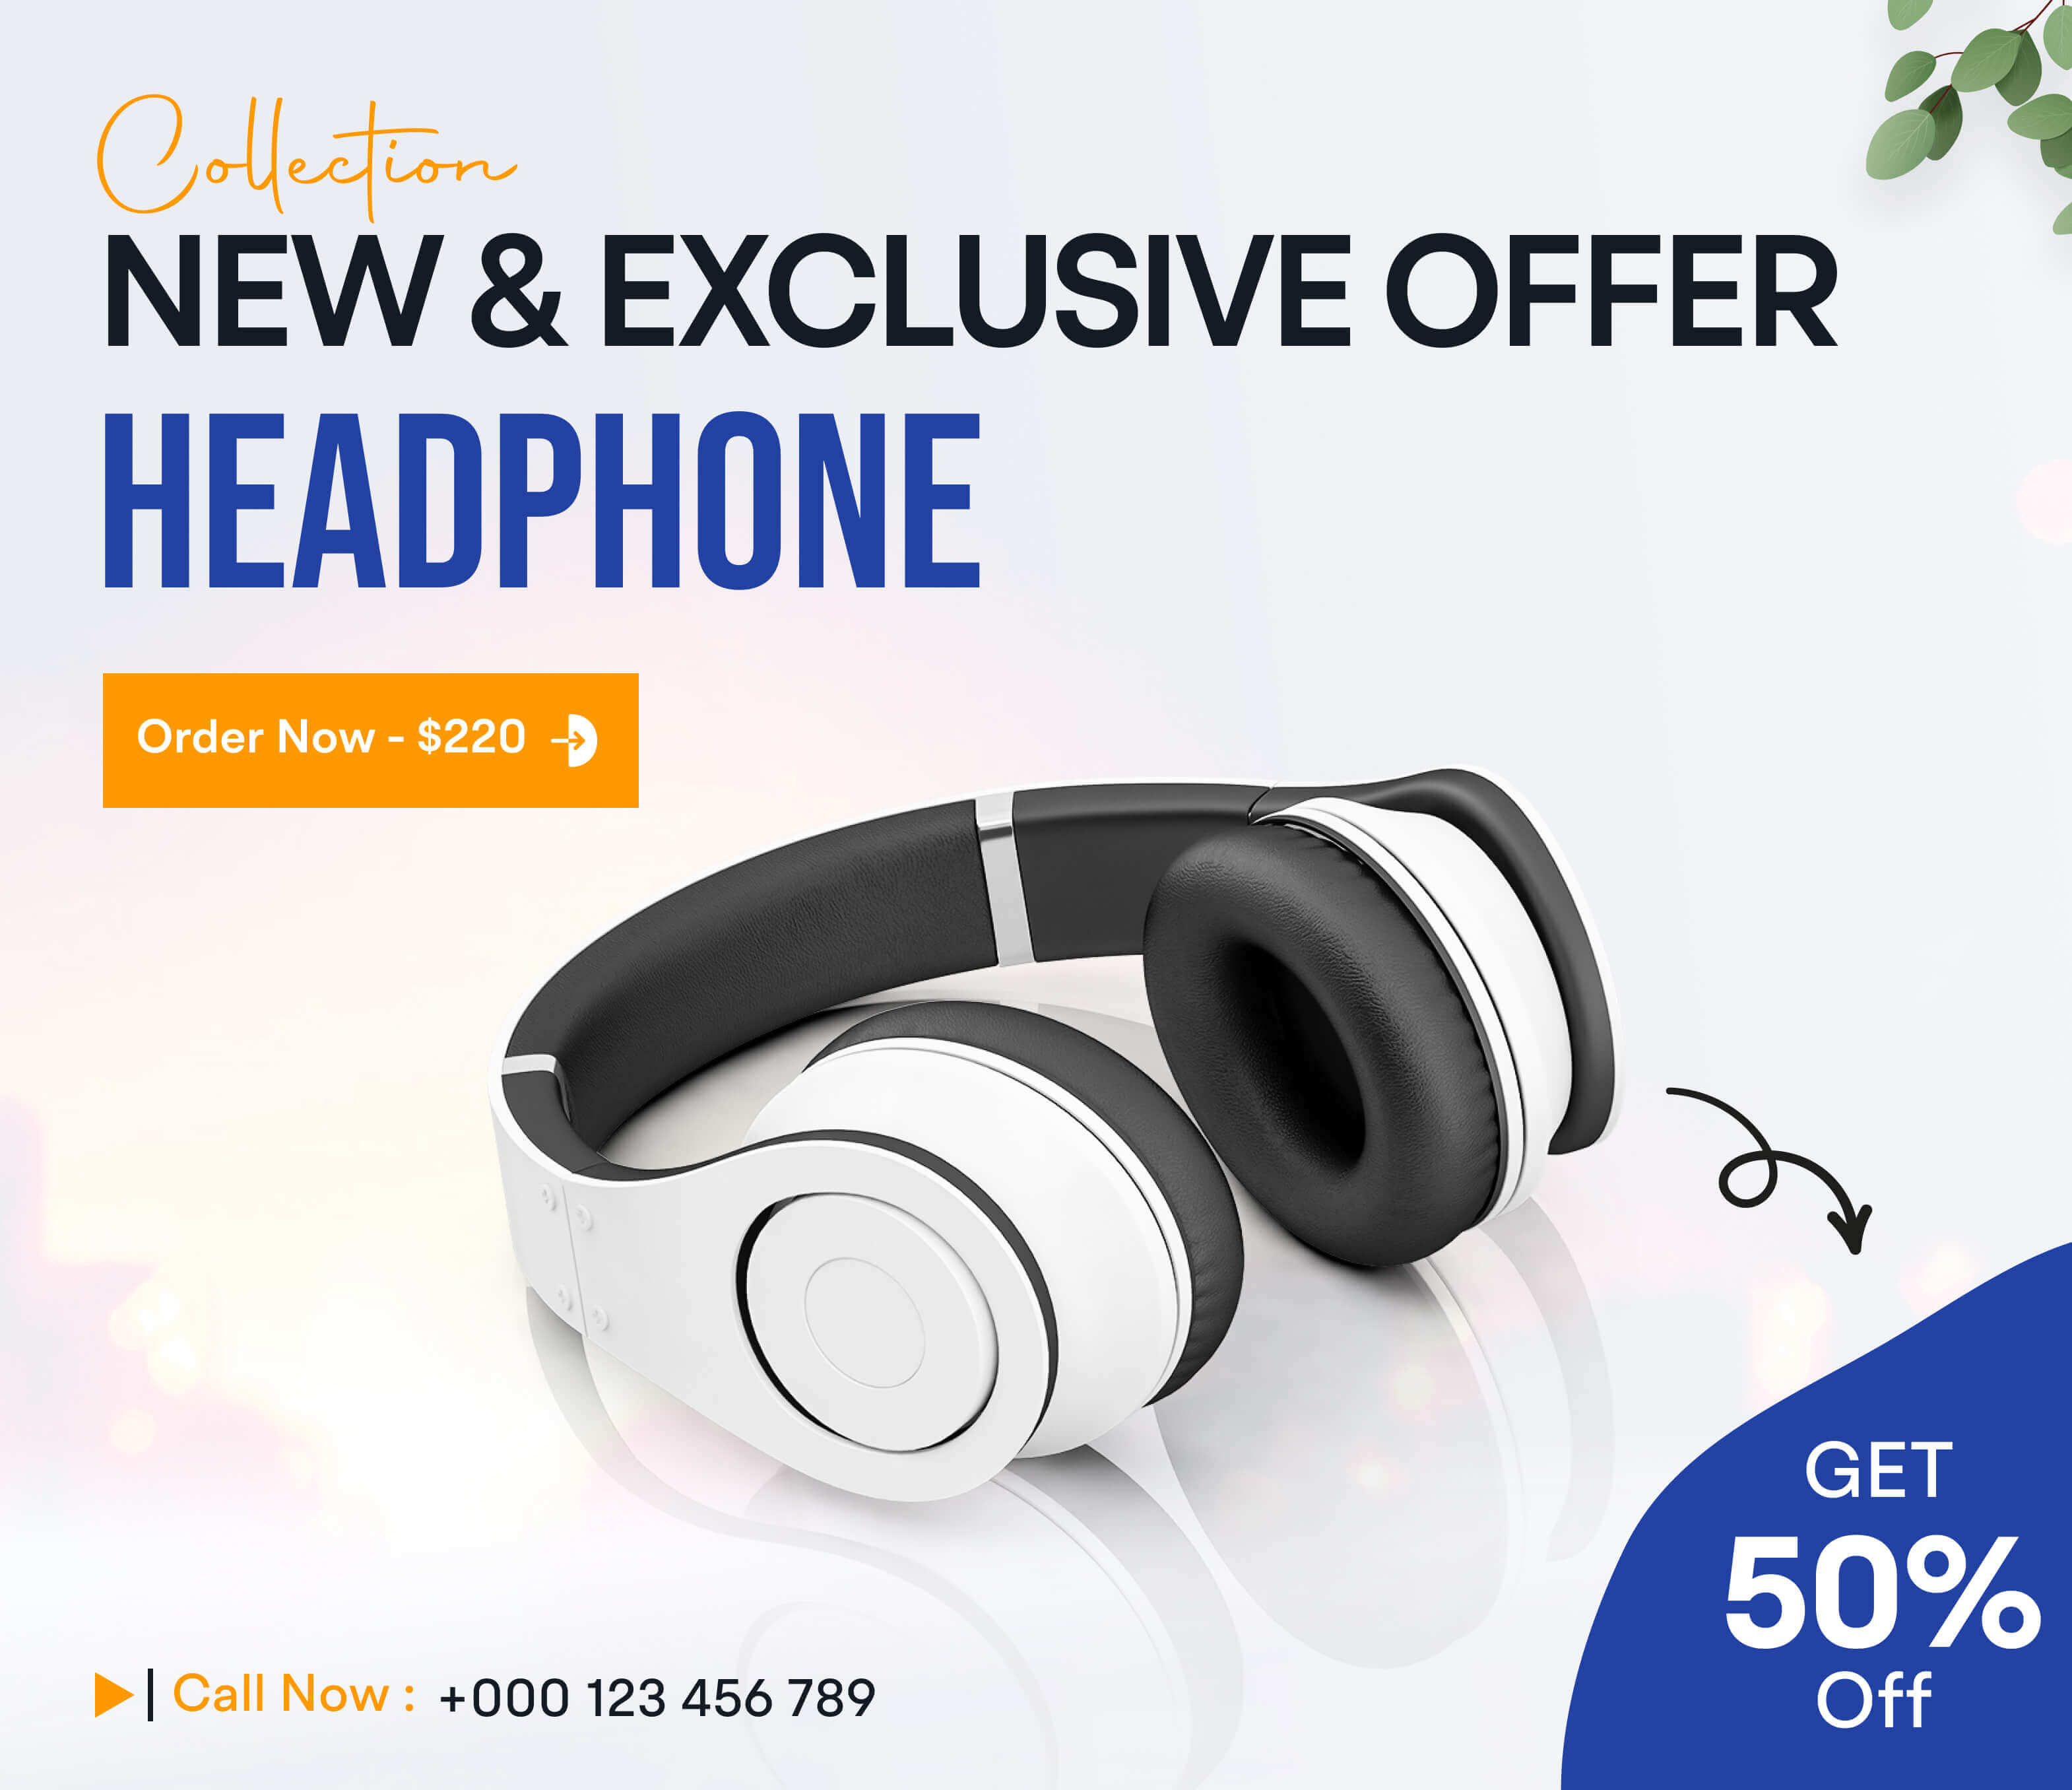 Collection
NEW & EXCLUSIVE OFFER
HEADPHONE
Order Now - $220
GET
50%
Off
Call Now : +000 123 456 789